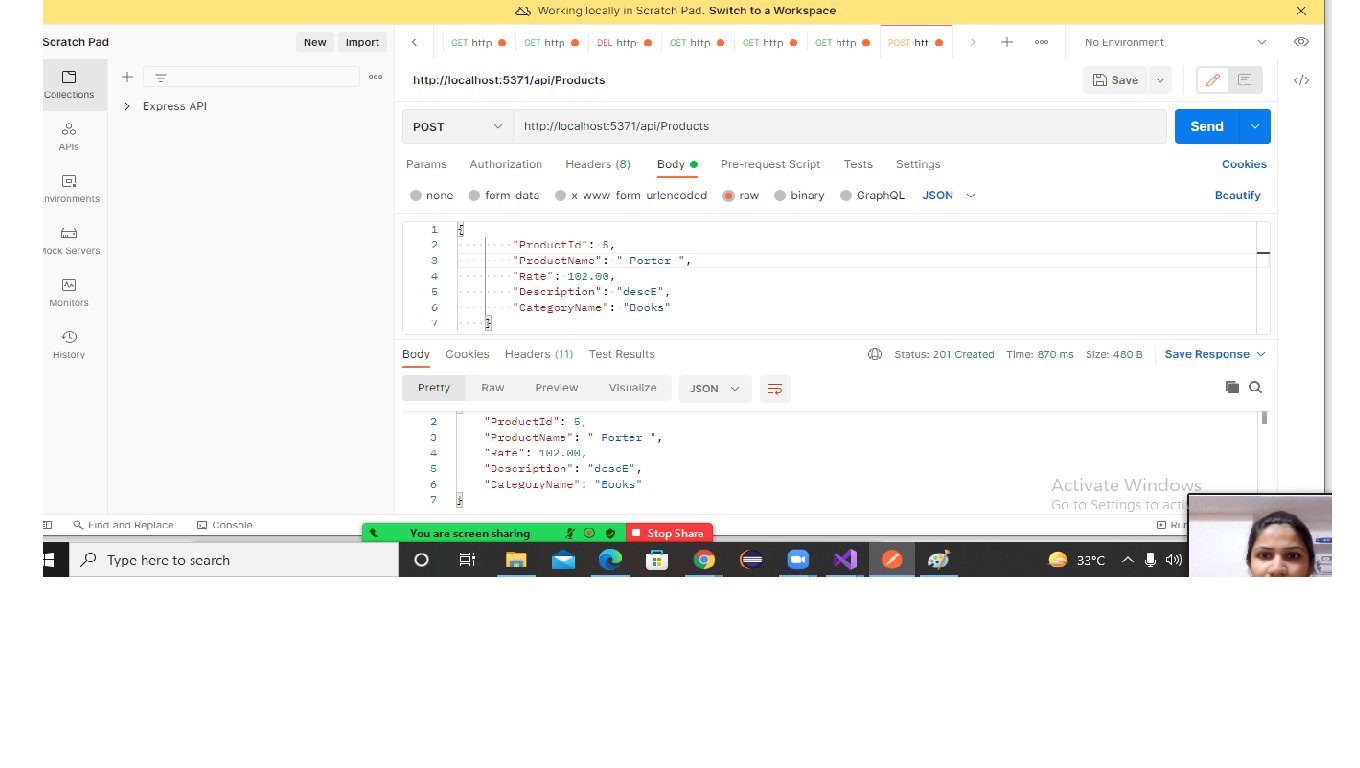 Working locally in Scratch Pad. Switch to a Workspace
Scratch Pad
New
Import
GET http
GET http
DEL http:
GET http
GET http
GET http
POST htt
No Environment
http://localhost:5371/api/Products
Save
Collections
Express API
APIs
nvironments
Mock Servers
Monitors
History
POST
http://localhost:5371/api/Products
Send
Params Authorization Headers (8) Body Pre-request Script Tests Settings Cookies
none form-data x-www-form-urlencoded raw binary GraphQL JSON Beautify
1 {
2 "ProductId": 5,
3 "ProductName": " Porter ",
4 "Rate": 102.00,
5 "Description": "descE",
6 "CategoryName": "Books"
7 }
Body Cookies Headers (11) Test Results Status: 201 Created Time: 870 ms Size: 480 B Save Response
Pretty Raw Preview Visualize JSON
2 "ProductId": 5,
3 "ProductName": " Porter ",
4 "Rate": 102.00,
5 "Description": "descE",
6 "CategoryName": "Books"
7 }
Activate Windows
Go to Settings to acti
Find and Replace Console
You are screen sharing Stop Share
Type here to search
33°C